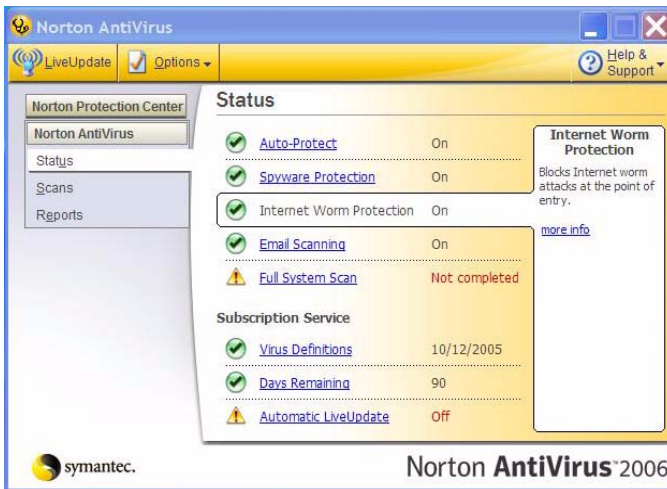 Norton AntiVirus
LiveUpdate Options Help & Support
Norton Protection Center
Norton AntiVirus
Status
Scans
Reports
Status
Auto-Protect On
Spyware Protection On
Internet Worm Protection On
Email Scanning On
Full System Scan Not completed
Subscription Service
Virus Definitions 10/12/2005
Days Remaining 90
Automatic LiveUpdate Off
Internet Worm
Protection
Blocks Internet worm
attacks at the point of
entry.
more info
symantec.
Norton AntiVirus 2006